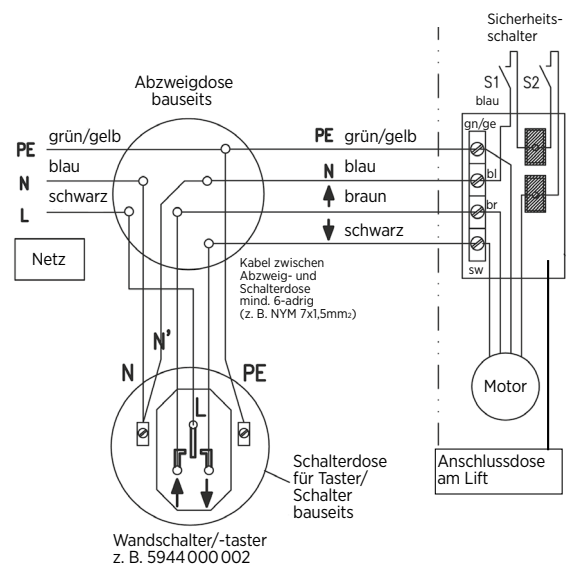 Sicherheits-
schalter
S1
S2
blau
Abzweigdose
bauseits
gn/ge
PE
grün/gelb
PE
grün/gelb
N
blau
N
blau
bl
L
schwarz
braun
br
schwarz
sw
Netz
Kabel zwischen
Abzweig- und
Schalterdose
mind. 6-adrig
(z. B. NYM 7x1,5mm2)
N'
N
PE
L
Motor
Anschlussdose
am Lift
Schalterdose
für Taster/
Schalter
bauseits
Wandschalter/-taster
z. B. 5944 000 002